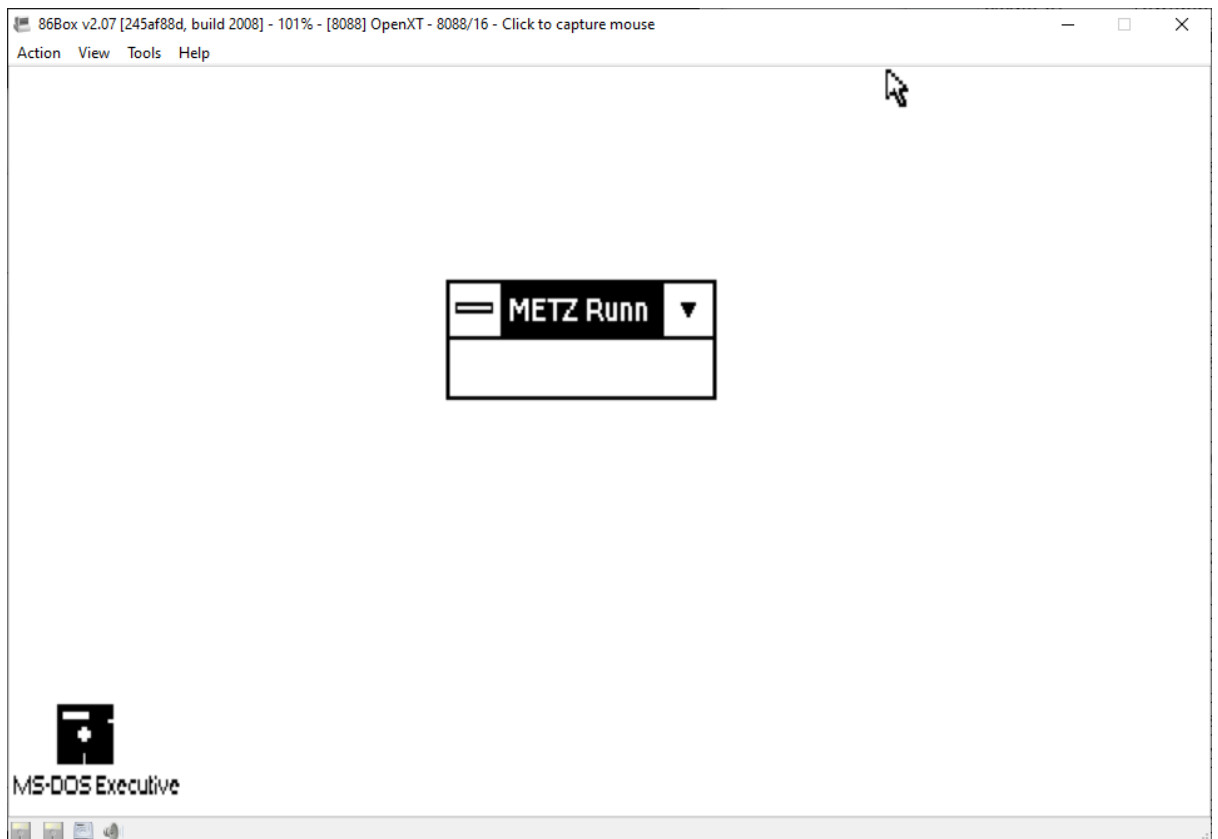 86Box v2.07 [245af88d, build 2008] - 101% - [8088] OpenXT - 8088/16 - Click to capture mouse
Action View Tools Help
METZ Runn
MS-DOS Executive